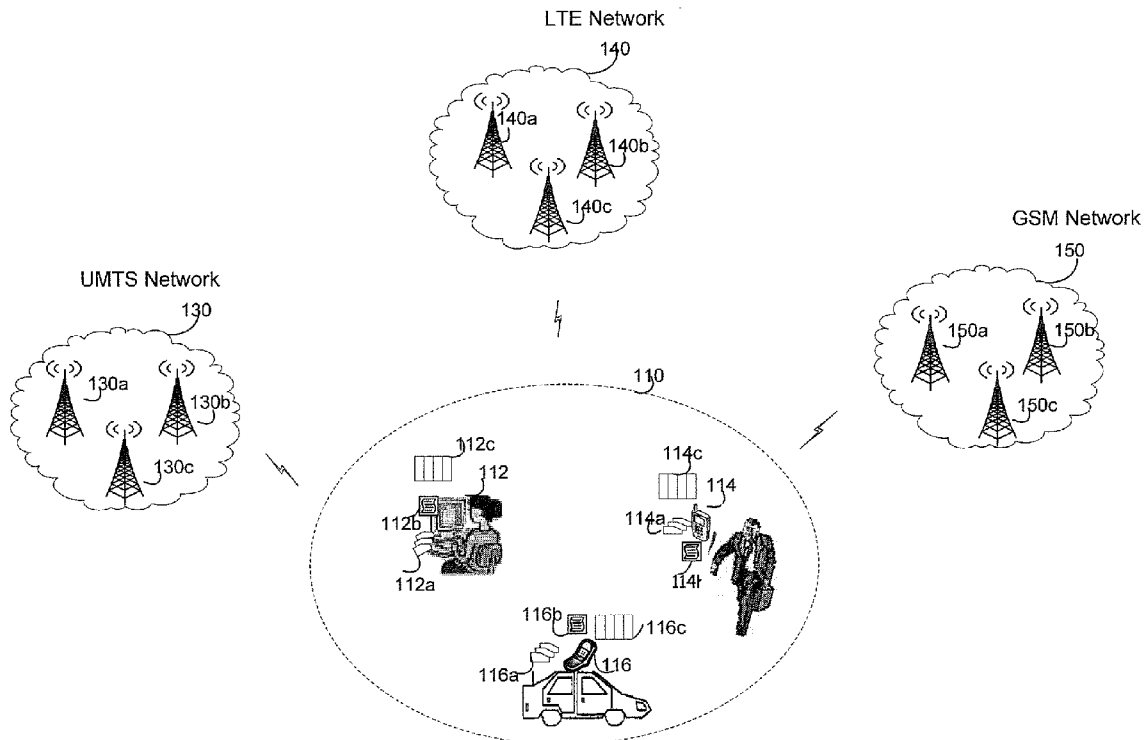 LTE Network
140
140a
140b
140c
GSM Network
150
150a
150b
150c
UMTS Network
130
130a
130b
130c
110
112c
112
112b
112a
114c
114
114a
116b
116c
116
116a